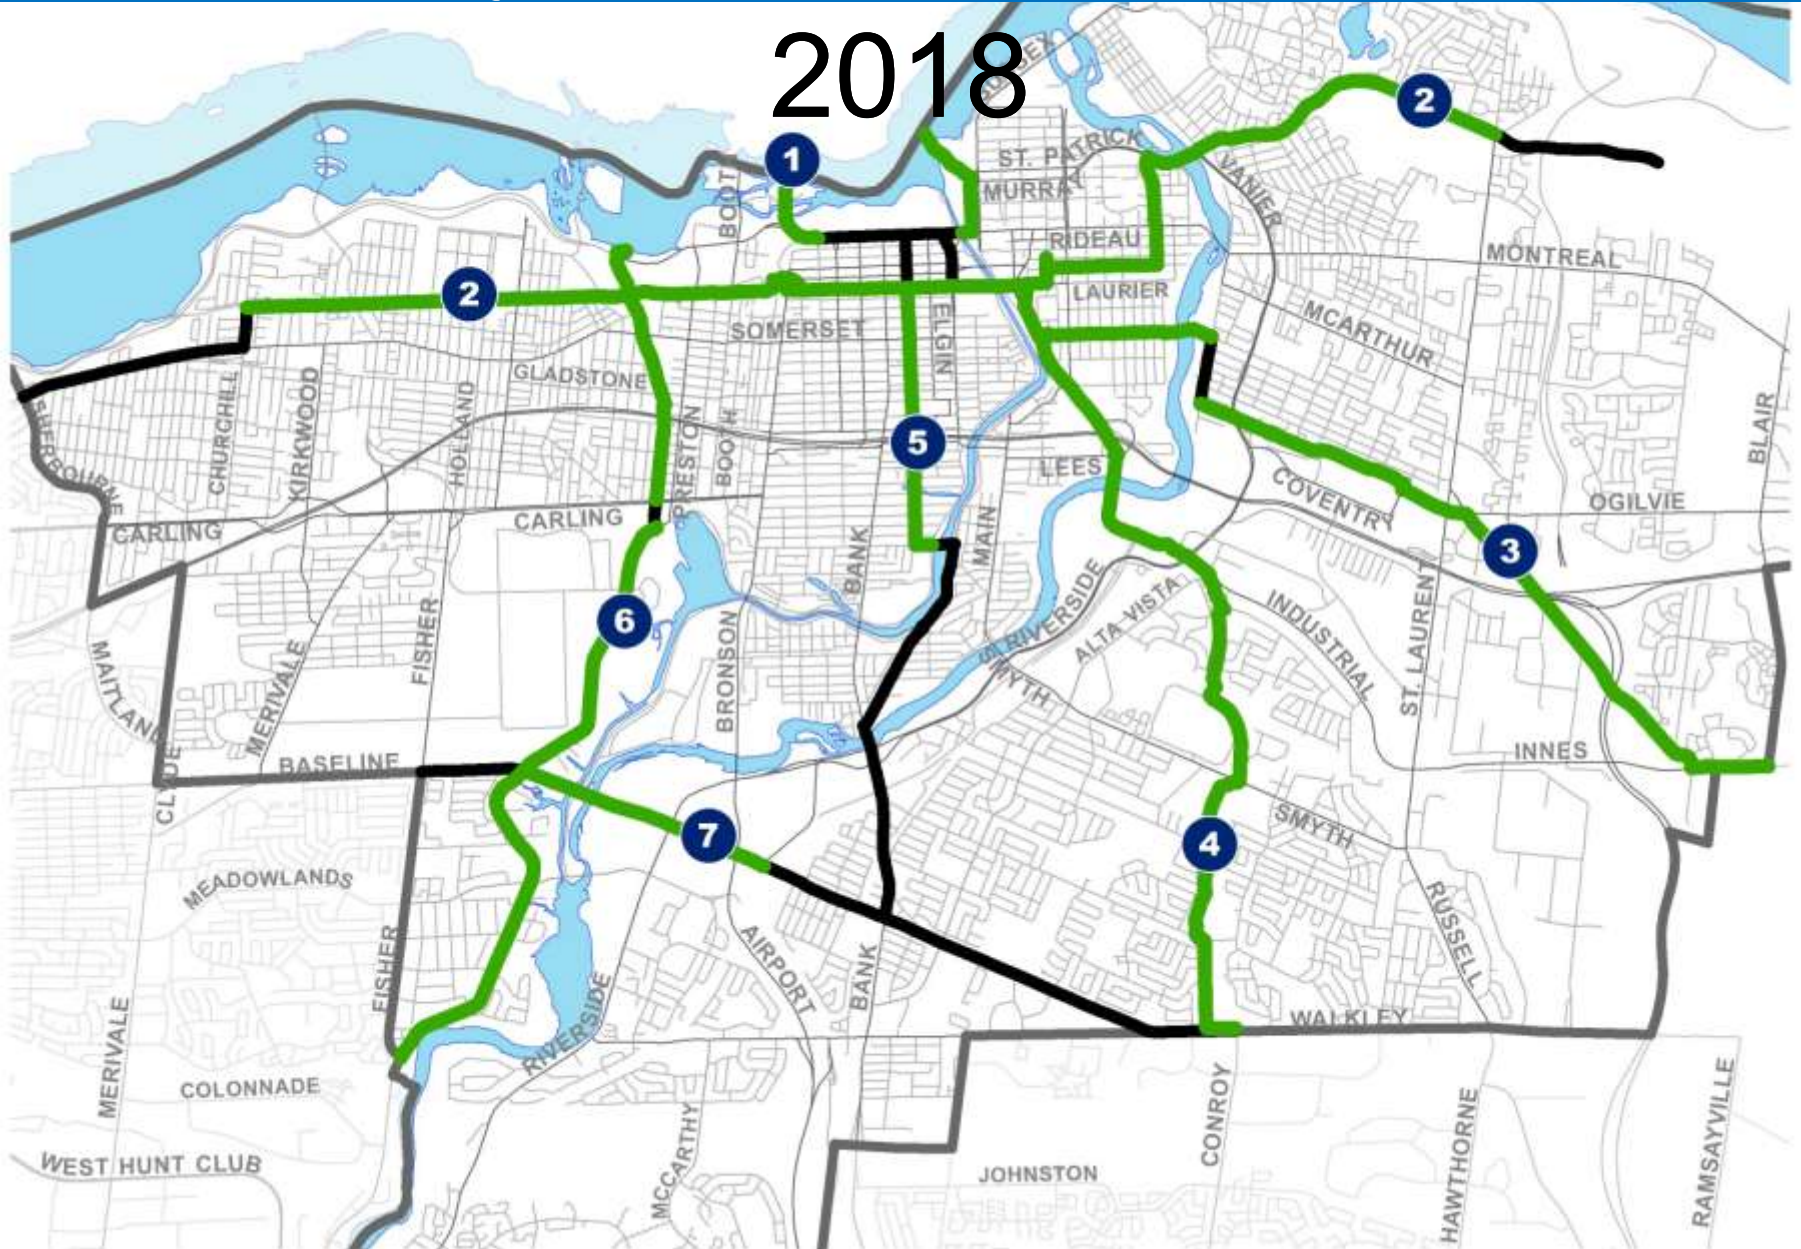 2018
SUSSEX
2
1
ST. PATRICK
VANIER
BOOTH
MURRAY
RIDEAU
MONTREAL
2
LAURIER
SOMERSET
ELGIN
MCARTHUR
GLADSTONE
CHURCHILL
KIRKWOOD
HOLLAND
PRESTON
BOOTH
BLAIR
SHERBOURNE
5
LEES
COVENTRY
OGILVIE
CARLING
CARLING
BANK
MAIN
3
6
FISHER
BRONSON
RIVERSIDE
ALTA VISTA
INDUSTRIAL
ST. LAURENT
MAITLAND
MERIVALE
SMYTH
BASELINE
INNES
CLYDE
7
4
SMYTH
MEADOWLANDS
RUSSELL
FISHER
AIRPORT
BANK
RIVERSIDE
WALKLEY
MERIVALE
COLONNADE
MCCARTHY
CONROY
HAWTHORNE
RAMSAYVILLE
WEST HUNT CLUB
JOHNSTON